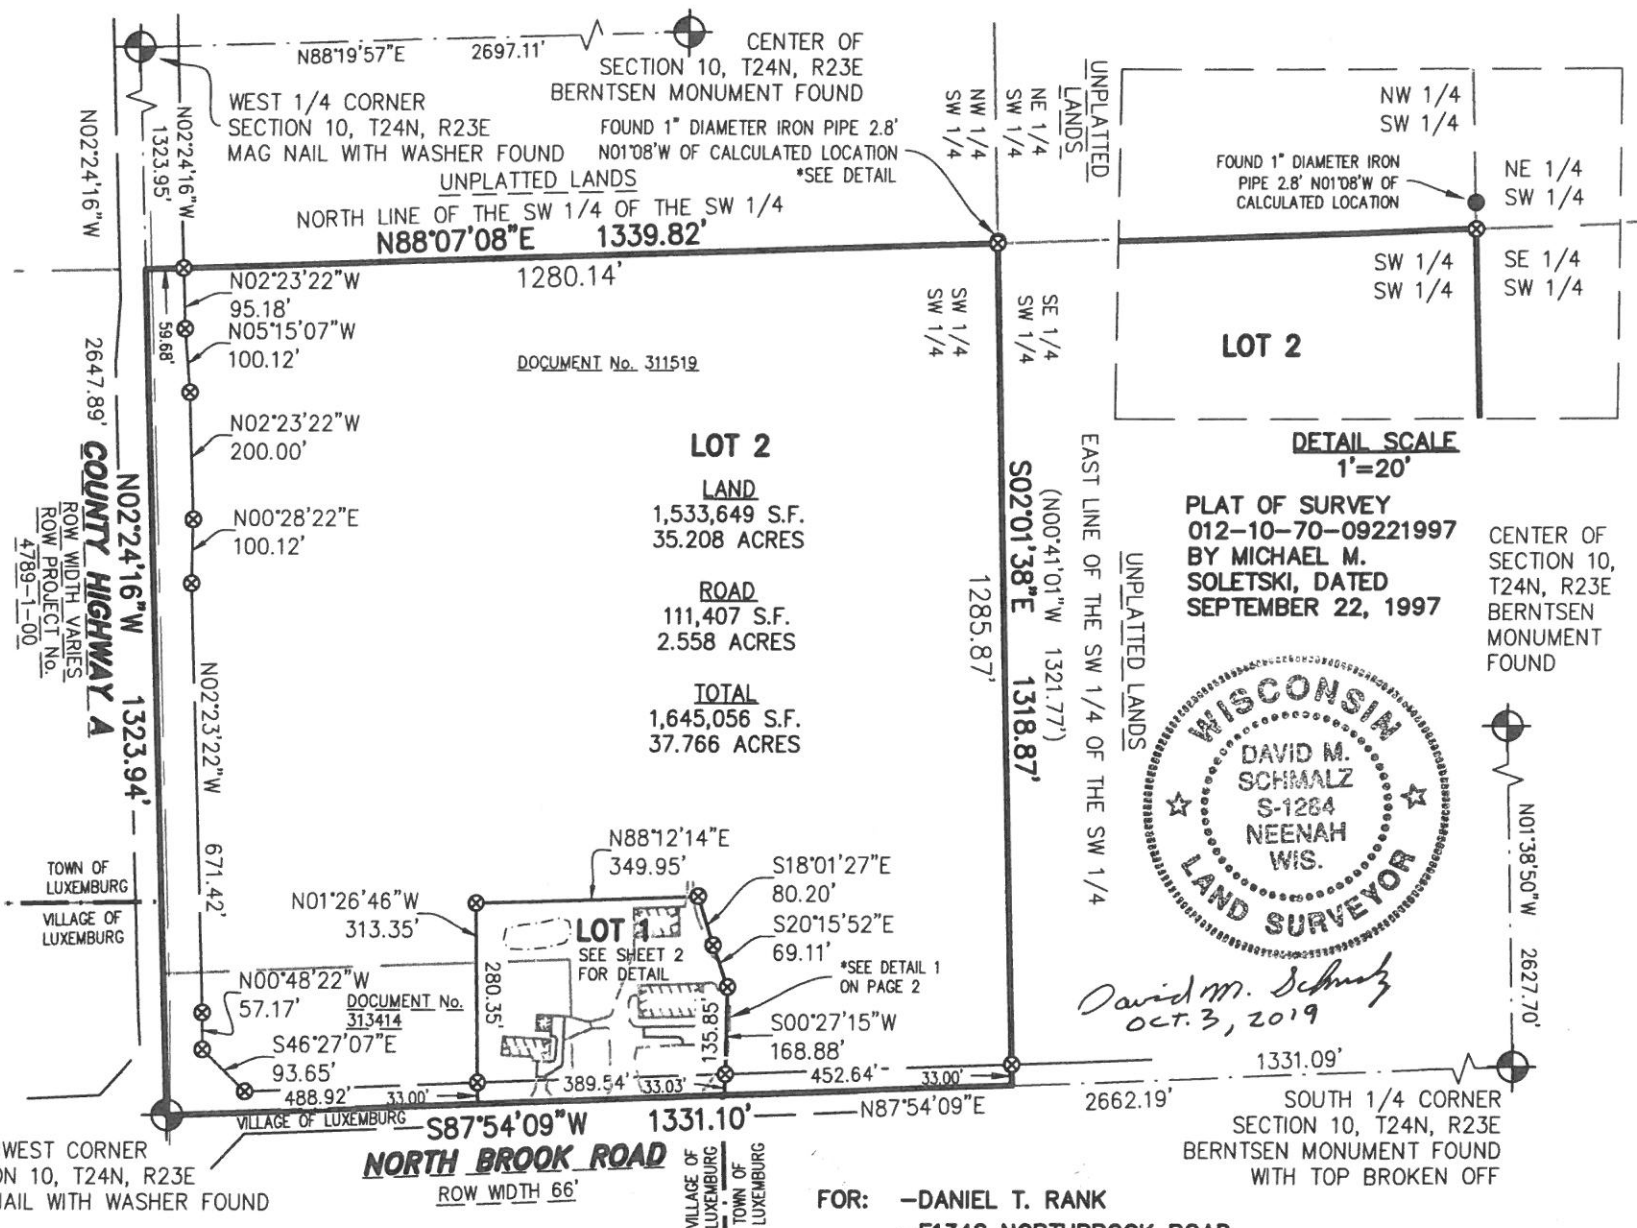 N88°19'57"E 2697.11'
CENTER OF
SECTION 10, T24N, R23E
BERNTSEN MONUMENT FOUND
WEST 1/4 CORNER
SECTION 10, T24N, R23E
MAG NAIL WITH WASHER FOUND
FOUND 1" DIAMETER IRON PIPE 2.8'
N01°08'W OF CALCULATED LOCATION
*SEE DETAIL
UNPLATTED LANDS
NORTH LINE OF THE SW 1/4 OF THE SW 1/4
N88°07'08"E 1339.82'
1280.14'
N02°24'16"W
1323.95'
N02°24'16"W
NW 1/4
SW 1/4
NE 1/4
SW 1/4
UNPLATTED
LANDS
NW 1/4
SW 1/4
FOUND 1" DIAMETER IRON
PIPE 2.8' N01°08'W OF
CALCULATED LOCATION
NE 1/4
SW 1/4
SW 1/4
SW 1/4
SE 1/4
SW 1/4
LOT 2
DETAIL SCALE
1'=20'
PLAT OF SURVEY
012-10-70-09221997
BY MICHAEL M.
SOLETSKI, DATED
SEPTEMBER 22, 1997
CENTER OF
SECTION 10,
T24N, R23E
BERNTSEN
MONUMENT
FOUND
N02°23'22"W
95.18'
N05°15'07"W
100.12'
59.68'
N02°23'22"W
200.00'
N00°28'22"E
100.12'
N02°23'22"W 671.42'
2647.89'
COUNTY HIGHWAY A
ROW WIDTH VARIES
ROW PROJECT No.
4789-1-00
N02°24'16"W 1323.94'
DOCUMENT No. 311519
SW 1/4
SW 1/4
SE 1/4
SW 1/4
LOT 2
LAND
1,533,649 S.F.
35.208 ACRES
ROAD
111,407 S.F.
2.558 ACRES
TOTAL
1,645,056 S.F.
37.766 ACRES
1285.87'
S02°01'38"E 1318.87'
(N00°41'01"W 1321.77')
EAST LINE OF THE SW 1/4 OF THE SW 1/4
UNPLATTED LANDS
WISCONSIN
DAVID M.
SCHMALZ
S-1284
NEENAH
WIS.
LAND SURVEYOR
David M. Schmalz
OCT. 3, 2019
N01°38'50"W 2627.70'
TOWN OF
LUXEMBURG
VILLAGE OF
LUXEMBURG
N88°12'14"E
349.95'
S18°01'27"E
80.20'
S20°15'52"E
69.11'
N01°26'46"W
313.35'
280.35'
LOT 1
SEE SHEET 2
FOR DETAIL
*SEE DETAIL 1
ON PAGE 2
135.85'
S00°27'15"W
168.88'
N00°48'22"W
57.17'
DOCUMENT No.
313414
S46°27'07"E
93.65'
488.92' 33.00' 389.54' 33.03' 452.64' 33.00'
1331.09'
VILLAGE OF LUXEMBURG
S87°54'09"W 1331.10'
N87°54'09"E
2662.19'
SOUTH 1/4 CORNER
SECTION 10, T24N, R23E
BERNTSEN MONUMENT FOUND
WITH TOP BROKEN OFF
WEST CORNER
ON 10, T24N, R23E
NAIL WITH WASHER FOUND
NORTH BROOK ROAD
ROW WIDTH 66'
VILLAGE OF
LUXEMBURG
TOWN OF
LUXEMBURG
FOR: -DANIEL T. RANK
NORTHBROOK ROAD